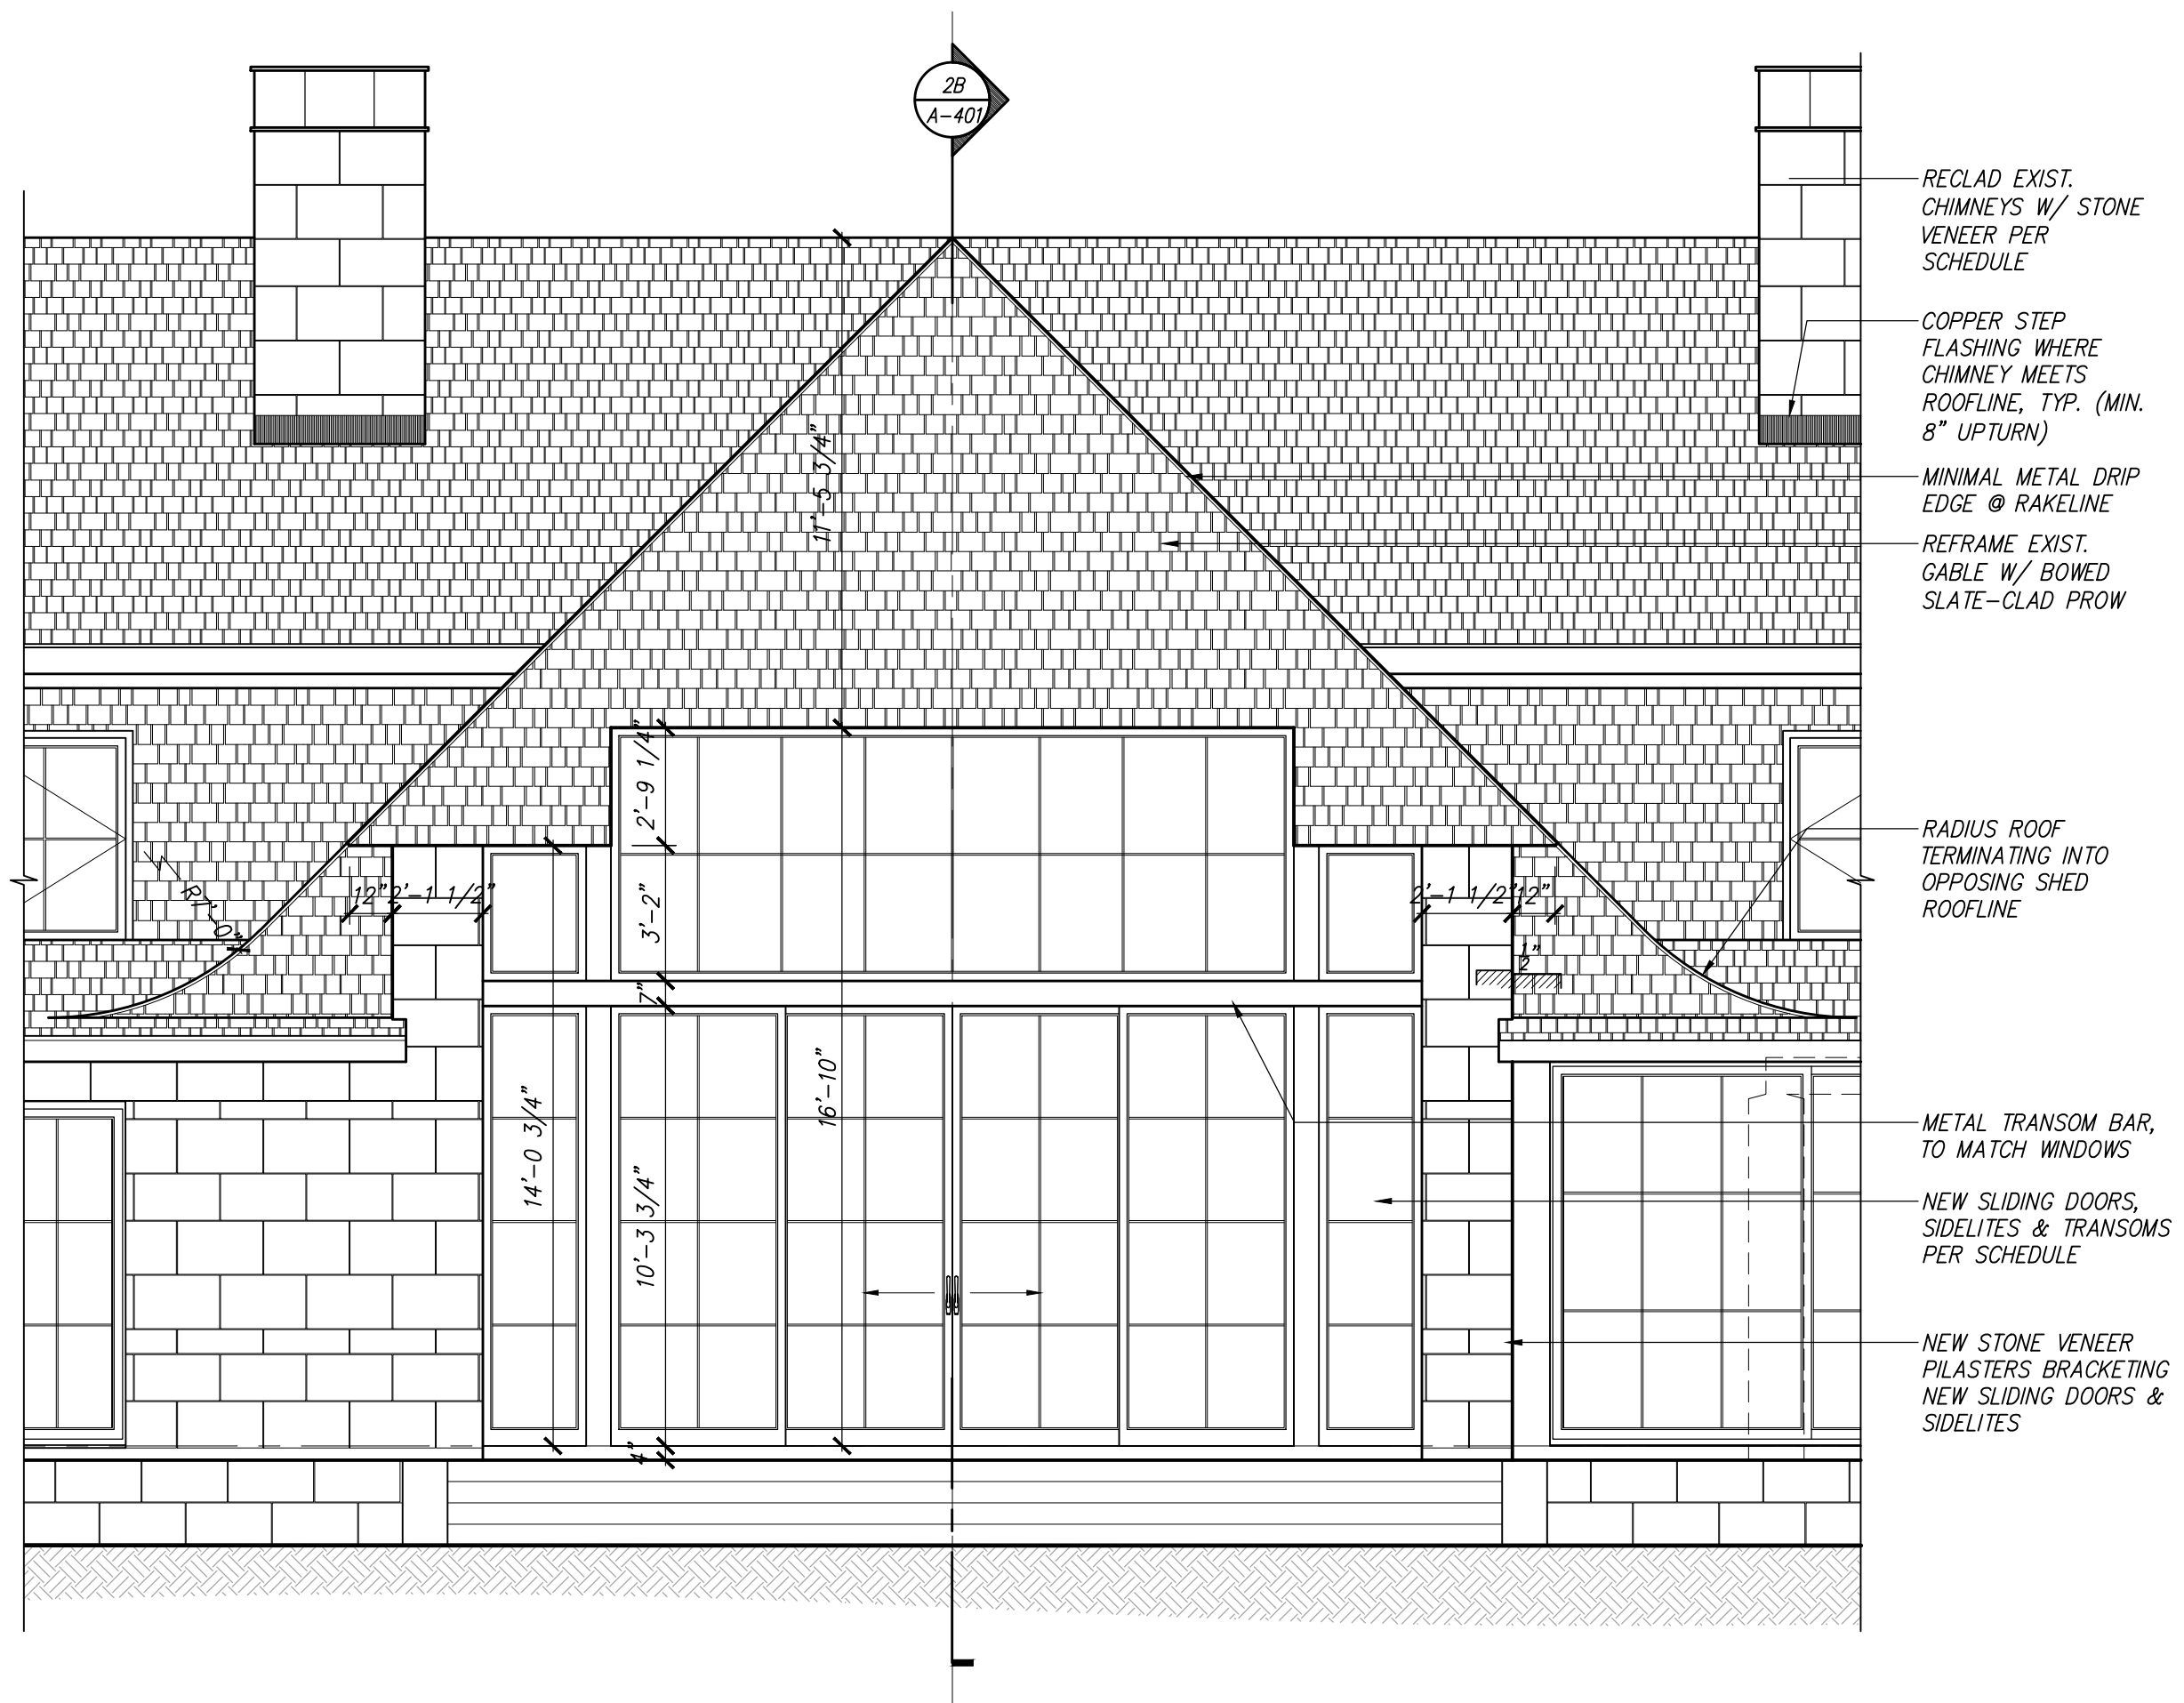 2B
A-401
RECLAD EXIST.
CHIMNEYS W/ STONE
VENEER PER
SCHEDULE
COPPER STEP
FLASHING WHERE
CHIMNEY MEETS
ROOFLINE, TYP. (MIN.
8" UPTURN)
MINIMAL METAL DRIP
EDGE @ RAKELINE
REFRAME EXIST.
GABLE W/ BOWED
SLATE-CLAD PROW
RADIUS ROOF
TERMINATING INTO
OPPOSING SHED
ROOFLINE
METAL TRANSOM BAR,
TO MATCH WINDOWS
NEW SLIDING DOORS,
SIDELITES & TRANSOMS
PER SCHEDULE
NEW STONE VENEER
PILASTERS BRACKETING
NEW SLIDING DOORS &
SIDELITES
11'-5 3/4"
2'-9 1/4"
12"
2'-1 1/2"
3'-2"
2'-1 1/2"
12"
1"
2
7"
16'-10"
14'-0 3/4"
10'-3 3/4"
4"